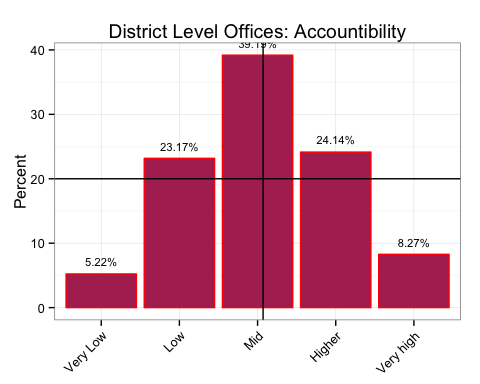 District Level Offices: Accountibility
39.19%
24.14%
23.17%
8.27%
5.22%
40
30
20
10
0
Percent
Very Low
Low
Mid
Higher
Very high